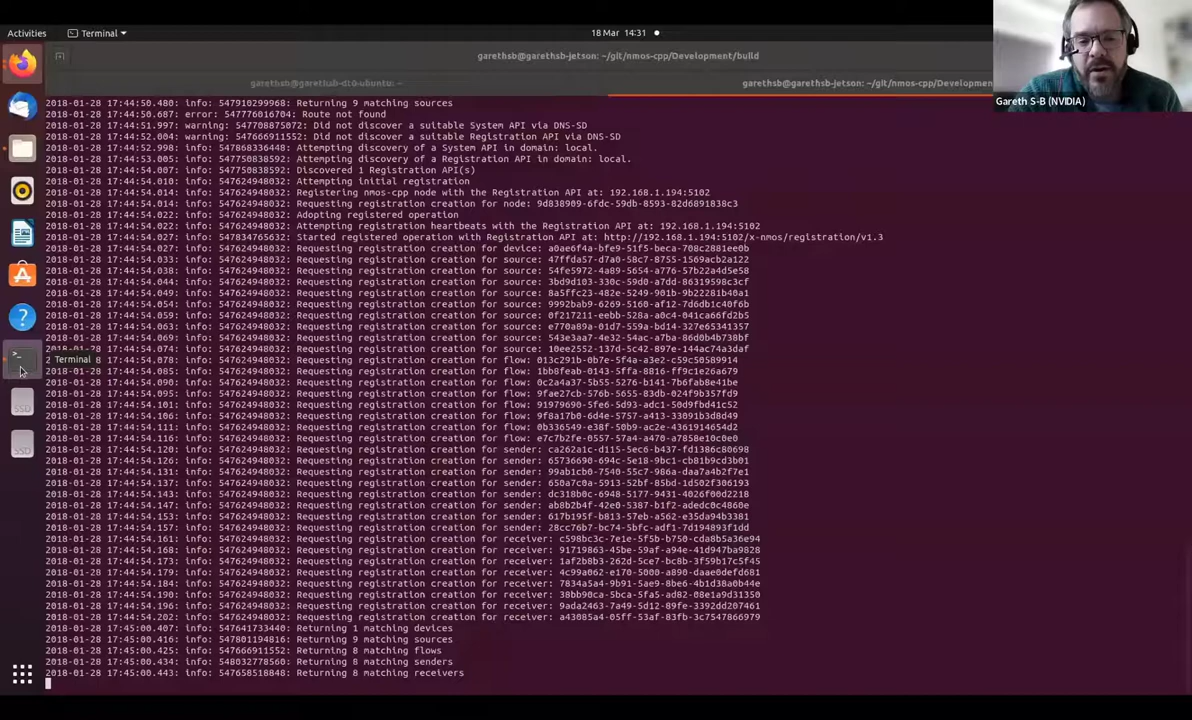 Activities
Terminal
18 Mar 14:31
garethsb@garethsb-jetson: ~/git/nmos-cpp/Development/build
garethsb@garethsb-d10-ubuntu: ~
garethsb@garethsb-jetson: ~/git/nmos-cpp/Developmen
Gareth S-B (NVIDIA)
2018-01-28 17:44:50.480: info: 547910299968: Returning 9 matching sources
2018-01-28 17:44:50.687: error: 547776016704: Route not found
2018-01-28 17:44:51.997: warning: 547708875072: Did not discover a suitable System API via DNS-SD
2018-01-28 17:44:52.004: warning: 547666911552: Did not discover a suitable Registration API via DNS-SD
2018-01-28 17:44:52.998: info: 547868336448: Attempting discovery of a System API in domain: local.
2018-01-28 17:44:53.005: info: 547750838592: Attempting discovery of a Registration API in domain: local.
2018-01-28 17:44:54.007: info: 547750838592: Discovered 1 Registration API(s)
2018-01-28 17:44:54.010: info: 547624948032: Attempting initial registration
2018-01-28 17:44:54.014: info: 547624948032: Registering nmos-cpp node with the Registration API at: 192.168.1.194:5102
2018-01-28 17:44:54.014: info: 547624948032: Requesting registration creation for node: 9d838909-6fdc-59db-8593-82d6891838c3
2018-01-28 17:44:54.022: info: 547624948032: Adopting registered operation
2018-01-28 17:44:54.022: info: 547624948032: Attempting registration heartbeats with the Registration API at: 192.168.1.194:5102
2018-01-28 17:44:54.027: info: 547834765632: Started registered operation with Registration API at: http://192.168.1.194:5102/x-nmos/registration/v1.3
2018-01-28 17:44:54.027: info: 547624948032: Requesting registration creation for device: a0ae6f4a-bfe9-51f5-beca-708c2881ee0b
2018-01-28 17:44:54.033: info: 547624948032: Requesting registration creation for source: 47ffda57-d7a0-58c7-8755-1569acb2a122
2018-01-28 17:44:54.038: info: 547624948032: Requesting registration creation for source: 54fe5972-4a89-5654-a776-57b22a4d5e58
2018-01-28 17:44:54.044: info: 547624948032: Requesting registration creation for source: 3bd9d103-330c-59d0-a7dd-86319598c3cf
2018-01-28 17:44:54.049: info: 547624948032: Requesting registration creation for source: 8a5ffc23-482e-5249-901b-9b22281b40a1
2018-01-28 17:44:54.054: info: 547624948032: Requesting registration creation for source: 9992bab9-6269-5160-af12-7d6db1c40f6b
2018-01-28 17:44:54.059: info: 547624948032: Requesting registration creation for source: 0f217211-eebb-528a-a0c4-041ca66fd2b5
2018-01-28 17:44:54.063: info: 547624948032: Requesting registration creation for source: e770a89a-01d7-559a-bd14-327e65341357
2018-01-28 17:44:54.069: info: 547624948032: Requesting registration creation for source: 543e3aa7-4e32-54ac-a7ba-86d0b4b738bf
2018-01-28 17:44:54.074: info: 547624948032: Requesting registration creation for source: 10ee2552-137d-5c42-897e-144ac74a3daf
2 Terminal 8 17:44:54.078: info: 547624948032: Requesting registration creation for flow: 013c291b-0b7e-5f4a-a3e2-c59c50589914
2018-01-28 17:44:54.085: info: 547624948032: Requesting registration creation for flow: 1bb8feab-0143-5ffa-8816-ff9c1e26a679
2018-01-28 17:44:54.090: info: 547624948032: Requesting registration creation for flow: 0c2a4a37-5b55-5276-b141-7b6fab8e41be
2018-01-28 17:44:54.095: info: 547624948032: Requesting registration creation for flow: 9fae27cb-576b-5655-83db-024f9b357fd9
2018-01-28 17:44:54.101: info: 547624948032: Requesting registration creation for flow: 91979690-5fe6-5d93-adc1-50d9fbd41c52
2018-01-28 17:44:54.106: info: 547624948032: Requesting registration creation for flow: 9f8a17b0-6d4e-5757-a413-33091b3d8d49
2018-01-28 17:44:54.111: info: 547624948032: Requesting registration creation for flow: 0b336549-e38f-50b9-ac2e-4361914654d2
2018-01-28 17:44:54.116: info: 547624948032: Requesting registration creation for flow: e7c7b2fe-0557-57a4-a470-a7858e10c0e0
2018-01-28 17:44:54.120: info: 547624948032: Requesting registration creation for sender: ca262a1c-d115-5ec6-b437-fd1386c80698
2018-01-28 17:44:54.126: info: 547624948032: Requesting registration creation for sender: 65736690-904c-5e18-9bc1-cb81b9cd3b01
2018-01-28 17:44:54.131: info: 547624948032: Requesting registration creation for sender: 99ab1cb0-7540-55c7-986a-daa7a4b2f7e1
2018-01-28 17:44:54.137: info: 547624948032: Requesting registration creation for sender: 650a7c0a-5913-52bf-85bd-1d502f306193
2018-01-28 17:44:54.143: info: 547624948032: Requesting registration creation for sender: dc318b0c-6948-5177-9431-4026f00d2218
2018-01-28 17:44:54.147: info: 547624948032: Requesting registration creation for sender: ab8b2b4f-42e0-5387-b1f2-adedc0c4860e
2018-01-28 17:44:54.153: info: 547624948032: Requesting registration creation for sender: 617b195f-b813-57eb-a562-e35da94b3381
2018-01-28 17:44:54.157: info: 547624948032: Requesting registration creation for sender: 28cc76b7-bc74-5bfc-adf1-7d194893f1dd
2018-01-28 17:44:54.161: info: 547624948032: Requesting registration creation for receiver: c598bc3c-7e1e-5f5b-b750-cda8b5a36e94
2018-01-28 17:44:54.168: info: 547624948032: Requesting registration creation for receiver: 91719863-45be-59af-a94e-41d947ba9828
2018-01-28 17:44:54.173: info: 547624948032: Requesting registration creation for receiver: 1af2b8b3-262d-5ce7-bc8b-3f159b17c5f45
2018-01-28 17:44:54.179: info: 547624948032: Requesting registration creation for receiver: 4c99a062-e170-5008-a890-daae0defd681
2018-01-28 17:44:54.184: info: 547624948032: Requesting registration creation for receiver: 7834a5a4-9b91-5ae9-8be6-4b1d38a0b44e
2018-01-28 17:44:54.190: info: 547624948032: Requesting registration creation for receiver: 38bb90ca-5bca-5fa5-ad82-08e1a9d31350
2018-01-28 17:44:54.196: info: 547624948032: Requesting registration creation for receiver: 9ada2463-7a49-5d12-89fe-3392dd207461
2018-01-28 17:44:54.202: info: 547624948032: Requesting registration creation for receiver: a43085a4-05ff-53af-83fb-3c7547866979
2018-01-28 17:45:00.407: info: 547641733440: Returning 1 matching devices
2018-01-28 17:45:00.416: info: 547801194816: Returning 9 matching sources
2018-01-28 17:45:00.425: info: 547666911552: Returning 8 matching flows
2018-01-28 17:45:00.434: info: 548032778560: Returning 8 matching senders
2018-01-28 17:45:00.443: info: 547658518848: Returning 8 matching receivers